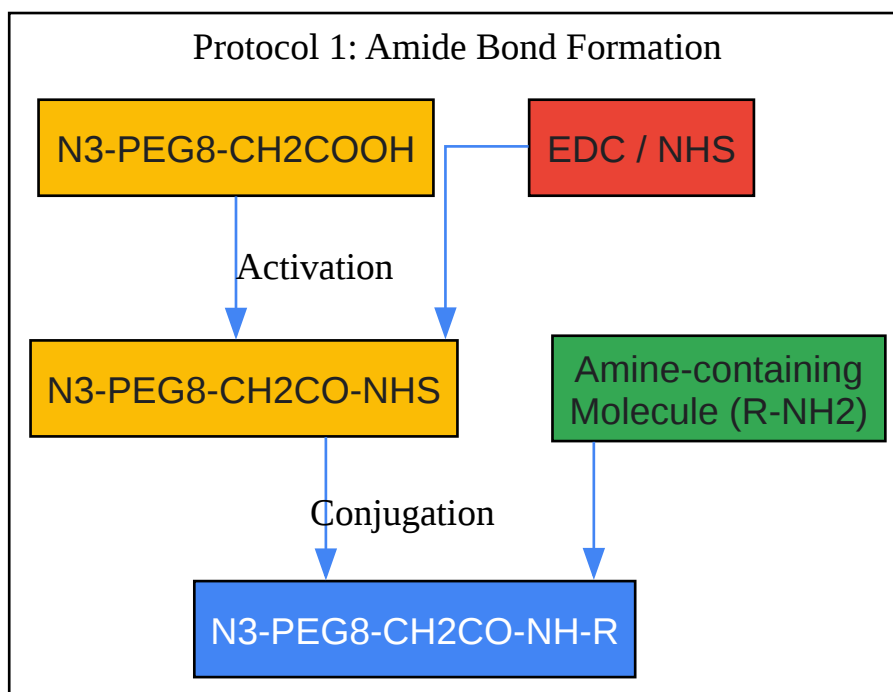 Protocol 1: Amide Bond Formation
N3-PEG8-CH2COOH
EDC / NHS
Activation
N3-PEG8-CH2CO-NHS
Amine-containing
Molecule (R-NH2)
Conjugation
N3-PEG8-CH2CO-NH-R